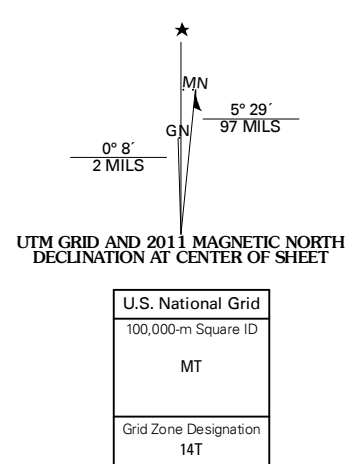 ★
MN
GN
5° 29´
97 MILS
0° 8´
2 MILS
UTM GRID AND 2011 MAGNETIC NORTH
DECLINATION AT CENTER OF SHEET
U.S. National Grid
100,000-m Square ID
MT
Grid Zone Designation
14T